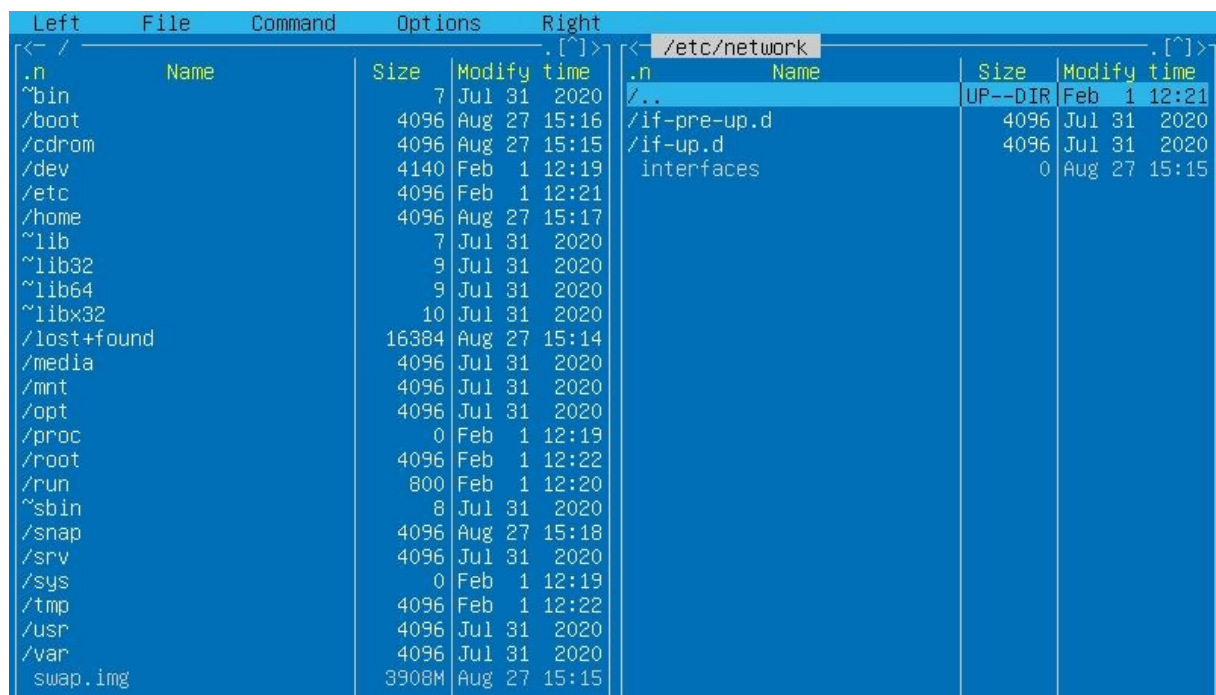 Left File Command Options Right
<─ / .[^]>
.n Name Size Modify time
~bin 7 Jul 31 2020
/boot 4096 Aug 27 15:16
/cdrom 4096 Aug 27 15:15
/dev 4140 Feb 1 12:19
/etc 4096 Feb 1 12:21
/home 4096 Aug 27 15:17
~lib 7 Jul 31 2020
~lib32 9 Jul 31 2020
~lib64 9 Jul 31 2020
~libx32 10 Jul 31 2020
/lost+found 16384 Aug 27 15:14
/media 4096 Jul 31 2020
/mnt 4096 Jul 31 2020
/opt 4096 Jul 31 2020
/proc 0 Feb 1 12:19
/root 4096 Feb 1 12:22
/run 800 Feb 1 12:20
~sbin 8 Jul 31 2020
/snap 4096 Aug 27 15:18
/srv 4096 Jul 31 2020
/sys 0 Feb 1 12:19
/tmp 4096 Feb 1 12:22
/usr 4096 Jul 31 2020
/var 4096 Jul 31 2020
swap.img 3908M Aug 27 15:15
<─ /etc/network .[^]>
.n Name Size Modify time
/.. UP--DIR Feb 1 12:21
/if-pre-up.d 4096 Jul 31 2020
/if-up.d 4096 Jul 31 2020
interfaces 0 Aug 27 15:15